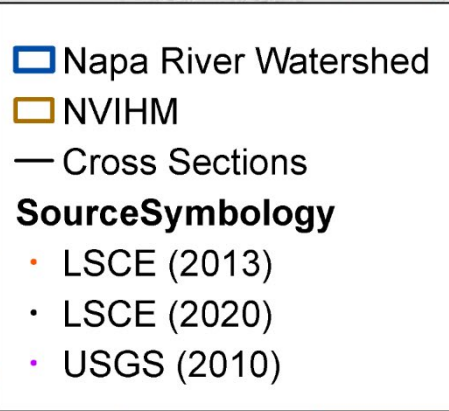 Napa River Watershed
NVIHM
Cross Sections
SourceSymbology
LSCE (2013)
LSCE (2020)
USGS (2010)